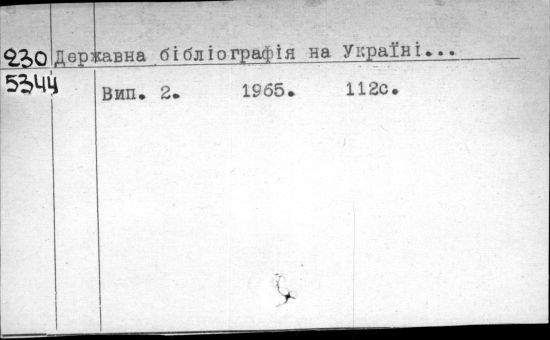 230 Державна бібліографія на Україні...
5344 Вип. 2. 1965. 112с.